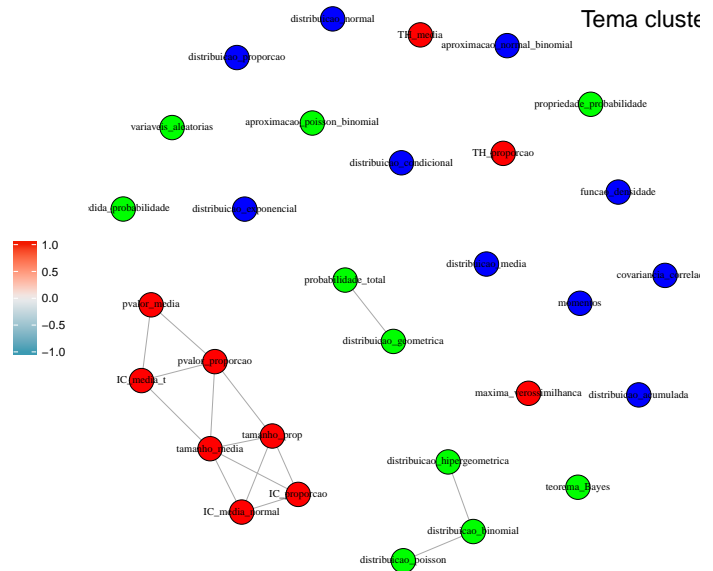 Tema cluste
distribuicao_normal
TH_media
aproximacao_normal_binomial
distribuicao_proporcao
propriedade_probabilidade
variaveis_aleatorias
aproximacao_poisson_binomial
TH_proporcao
distribuicao_condicional
funcao_densidade
dida_probabilidade
distribuicao_exponencial
1.0
0.5
0.0
−0.5
−1.0
distribuicao_media
covariancia_correlac
probabilidade_total
momentos
pvalor_media
distribuicao_geometrica
pvalor_proporcao
IC_media_t
maxima_verossimilhanca
distribuicao_acumulada
tamanho_prop
tamanho_media
distribuicao_hipergeometrica
teorema_Bayes
IC_proporcao
IC_media_normal
distribuicao_binomial
distribuicao_poisson